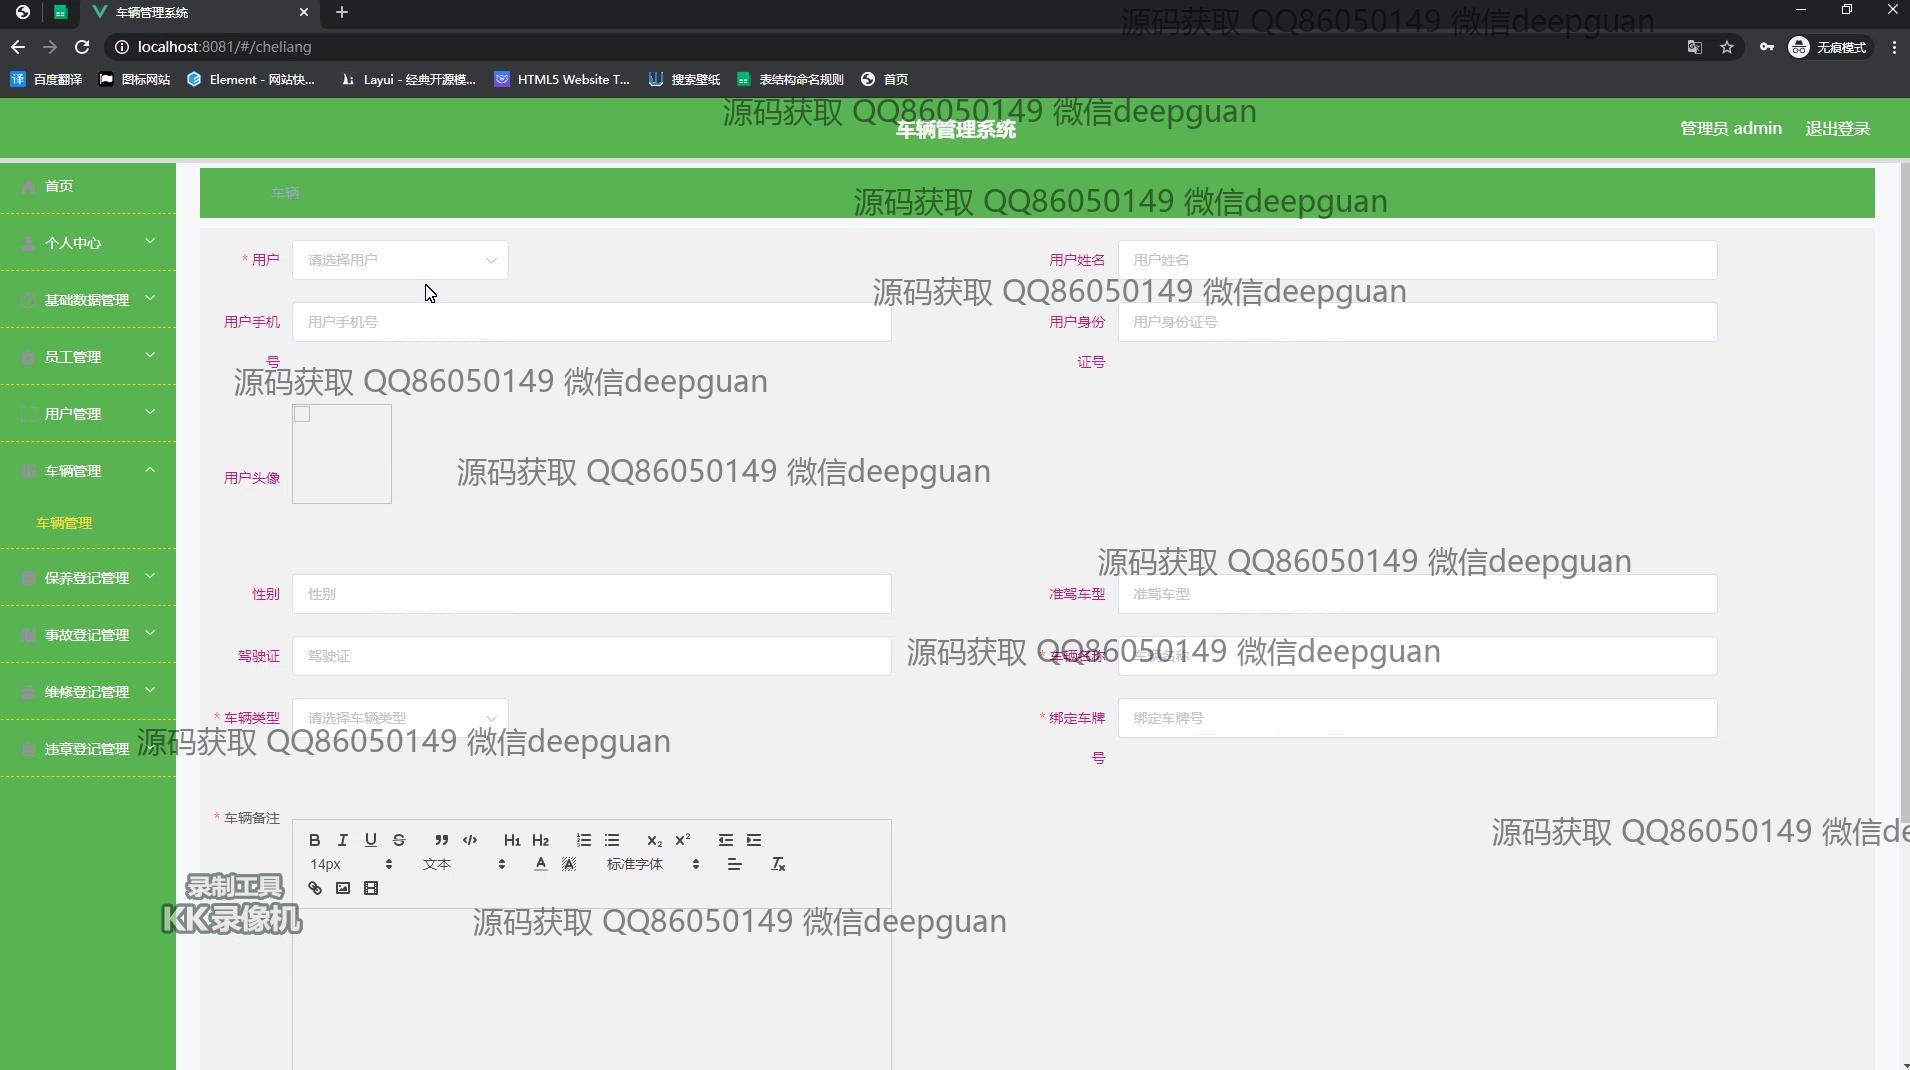 车辆管理系统
源码获取 QQ86050149 微信deepguan
localhost:8081/#/cheliang
无痕模式
译 百度翻译 图标网站 Element - 网站快... Layui - 经典开源模... HTML5 Website T... 搜索壁纸 表结构命名规则 首页
源码获取 QQ86050149 微信deepguan
车辆管理系统
管理员 admin 退出登录
首页
个人中心
基础数据管理
员工管理
用户管理
车辆管理
车辆管理
保养登记管理
事故登记管理
维修登记管理
违章登记管理
车辆
源码获取 QQ86050149 微信deepguan
* 用户 请选择用户 用户姓名 用户姓名
源码获取 QQ86050149 微信deepguan
用户手机号 用户手机号 用户身份证号 用户身份证号
源码获取 QQ86050149 微信deepguan
用户头像
源码获取 QQ86050149 微信deepguan
源码获取 QQ86050149 微信deepguan
性别 性别 准驾车型 准驾车型
驾驶证 驾驶证 * 车辆名称 车辆名称
源码获取 QQ86050149 微信deepguan
* 车辆类型 请选择车辆类型 * 绑定车牌号 绑定车牌号
源码获取 QQ86050149 微信deepguan
* 车辆备注
源码获取 QQ86050149 微信de
B I U S H1 H2 X2 X2
14px 文本 A A 标准字体 Tx
录制工具
KK录像机
源码获取 QQ86050149 微信deepguan